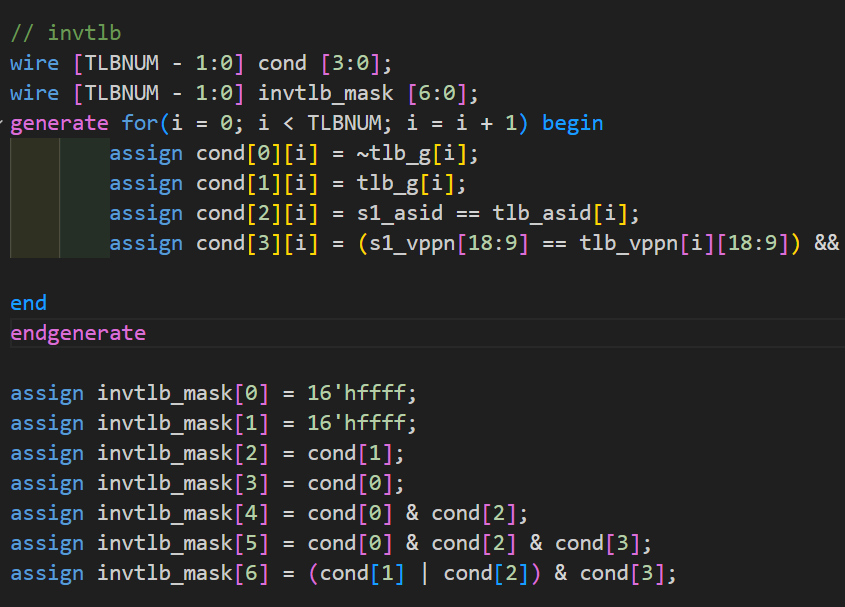 // invtlb
wire [TLBNUM - 1:0] cond [3:0];
wire [TLBNUM - 1:0] invtlb_mask [6:0];
generate for(i = 0; i < TLBNUM; i = i + 1) begin
        assign cond[0][i] = ~tlb_g[i];
        assign cond[1][i] = tlb_g[i];
        assign cond[2][i] = s1_asid == tlb_asid[i];
        assign cond[3][i] = (s1_vppn[18:9] == tlb_vppn[i][18:9]) &&
end
endgenerate
assign invtlb_mask[0] = 16'hffff;
assign invtlb_mask[1] = 16'hffff;
assign invtlb_mask[2] = cond[1];
assign invtlb_mask[3] = cond[0];
assign invtlb_mask[4] = cond[0] & cond[2];
assign invtlb_mask[5] = cond[0] & cond[2] & cond[3];
assign invtlb_mask[6] = (cond[1] | cond[2]) & cond[3];